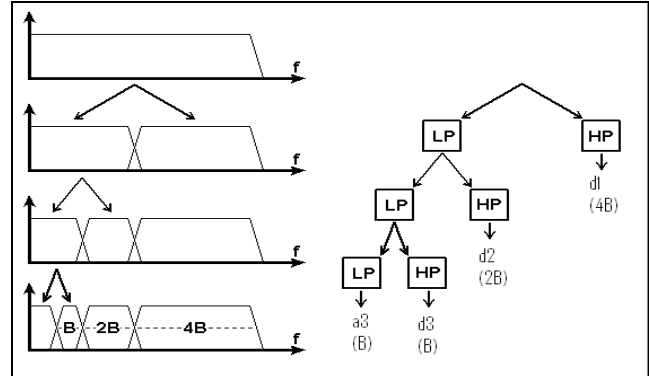 f
f
f
B 2B 4B f
LP HP
d1
(4B)
LP HP
d2
(2B)
LP HP
a3 d3
(B) (B)